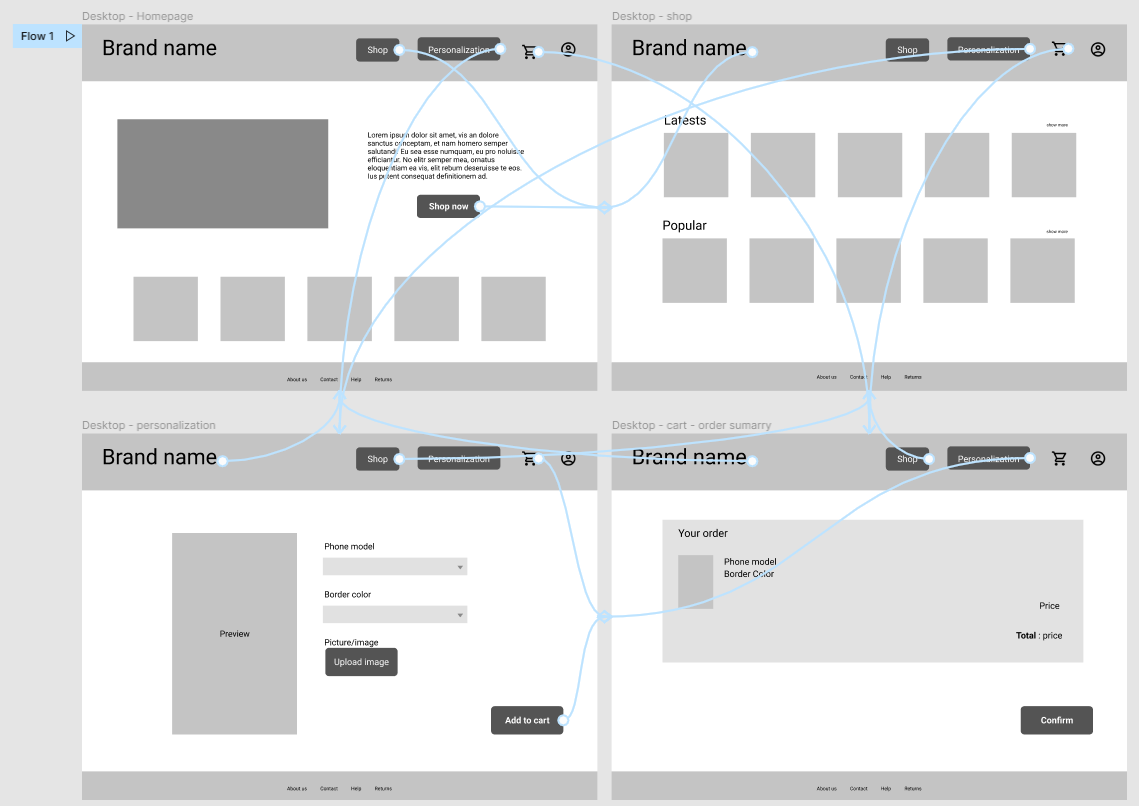 Desktop - Homepage
Flow 1
Brand name
Shop
Personalization
Lorem ipsum dolor sit amet, vis an dolore
sanctus conceptam, et nam homero semper
salutandi. Eu sea esse numquam, eu pro noluisse
efficiantur. No elitr semper mea, ornatus
eloquentiam ea vis, elit rebum deseruisse te eos.
Ius putent consequat definitionem ad.
Shop now
About us
Contact
Help
Returns
Desktop - shop
Brand name
Shop
Personalization
Latests
show more
Popular
show more
About us
Contact
Help
Returns
Desktop - personalization
Brand name
Shop
Personalization
Preview
Phone model
Border color
Picture/image
Upload image
Add to cart
About us
Contact
Help
Returns
Desktop - cart - order sumarry
Brand name
Shop
Personalization
Your order
Phone model
Border Color
Price
Total : price
Confirm
About us
Contact
Help
Returns